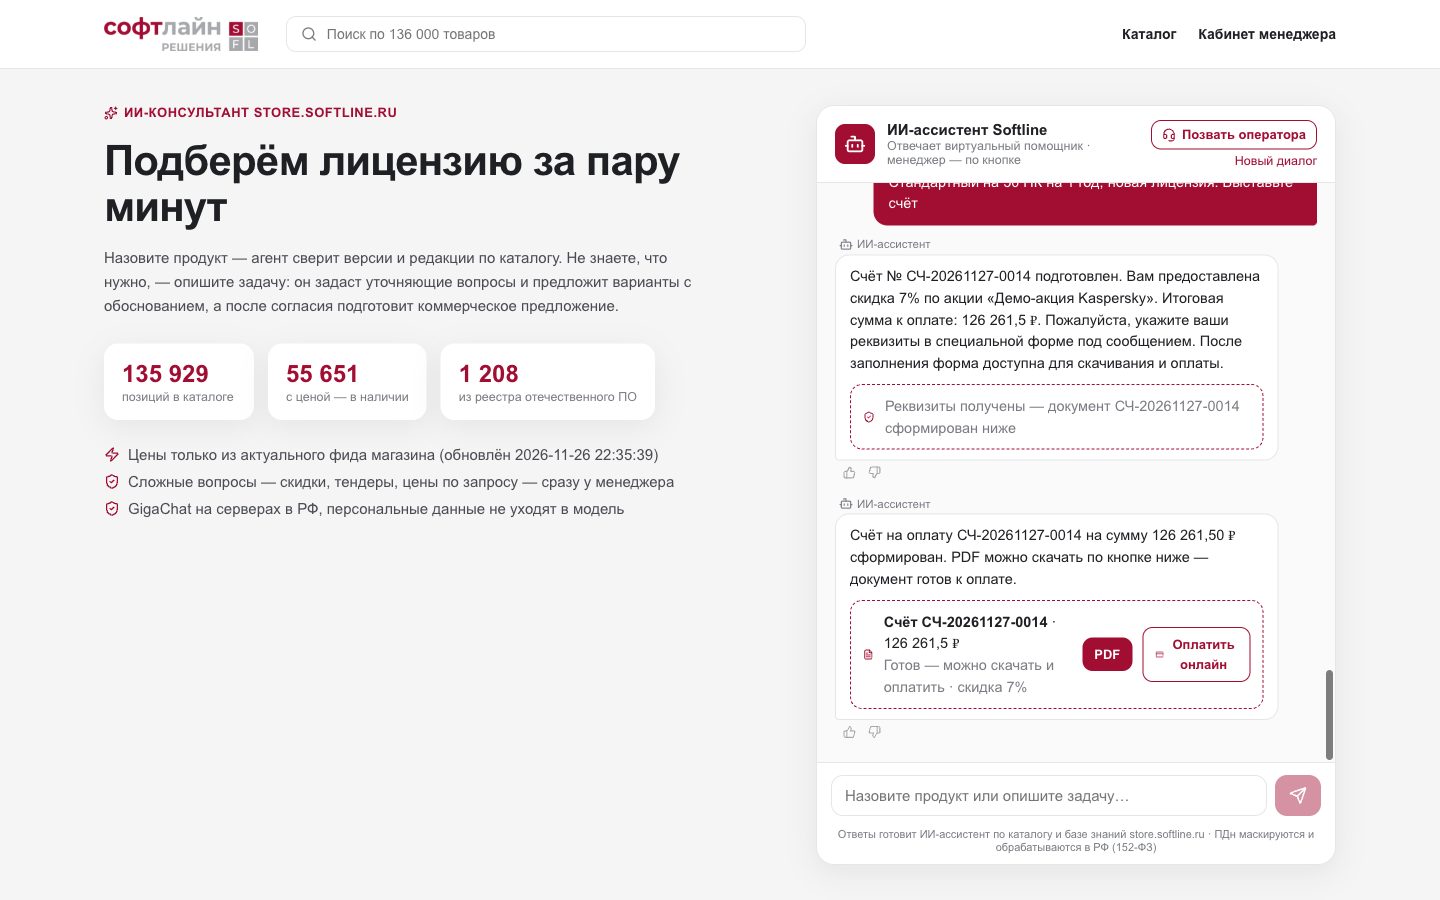 софтлайн
РЕШЕНИЯ
S O
F L
Поиск по 136 000 товаров
Каталог
Кабинет менеджера
ИИ-КОНСУЛЬТАНТ STORE.SOFTLINE.RU
Подберём лицензию за пару
минут
Назовите продукт — агент сверит версии и редакции по каталогу. Не знаете, что
нужно, — опишите задачу: он задаст уточняющие вопросы и предложит варианты с
обоснованием, а после согласия подготовит коммерческое предложение.
135 929
позиций в каталоге
55 651
с ценой — в наличии
1 208
из реестра отечественного ПО
Цены только из актуального фида магазина (обновлён 2026-11-26 22:35:39)
Сложные вопросы — скидки, тендеры, цены по запросу — сразу у менеджера
GigaChat на серверах в РФ, персональные данные не уходят в модель
ИИ-ассистент Softline
Отвечает виртуальный помощник ·
менеджер — по кнопке
Позвать оператора
Новый диалог
Стандартный на 50 ПК на 1 год, новая лицензия. Выставьте
счёт
ИИ-ассистент
Счёт № СЧ-20261127-0014 подготовлен. Вам предоставлена
скидка 7% по акции «Демо-акция Kaspersky». Итоговая
сумма к оплате: 126 261,5 ₽. Пожалуйста, укажите ваши
реквизиты в специальной форме под сообщением. После
заполнения форма доступна для скачивания и оплаты.
Реквизиты получены — документ СЧ-20261127-0014
сформирован ниже
ИИ-ассистент
Счёт на оплату СЧ-20261127-0014 на сумму 126 261,50 ₽
сформирован. PDF можно скачать по кнопке ниже —
документ готов к оплате.
Счёт СЧ-20261127-0014 ·
126 261,5 ₽
Готов — можно скачать и
оплатить · скидка 7%
PDF
Оплатить
онлайн
Назовите продукт или опишите задачу…
Ответы готовит ИИ-ассистент по каталогу и базе знаний store.softline.ru · ПДн маскируются и
обрабатываются в РФ (152-ФЗ)